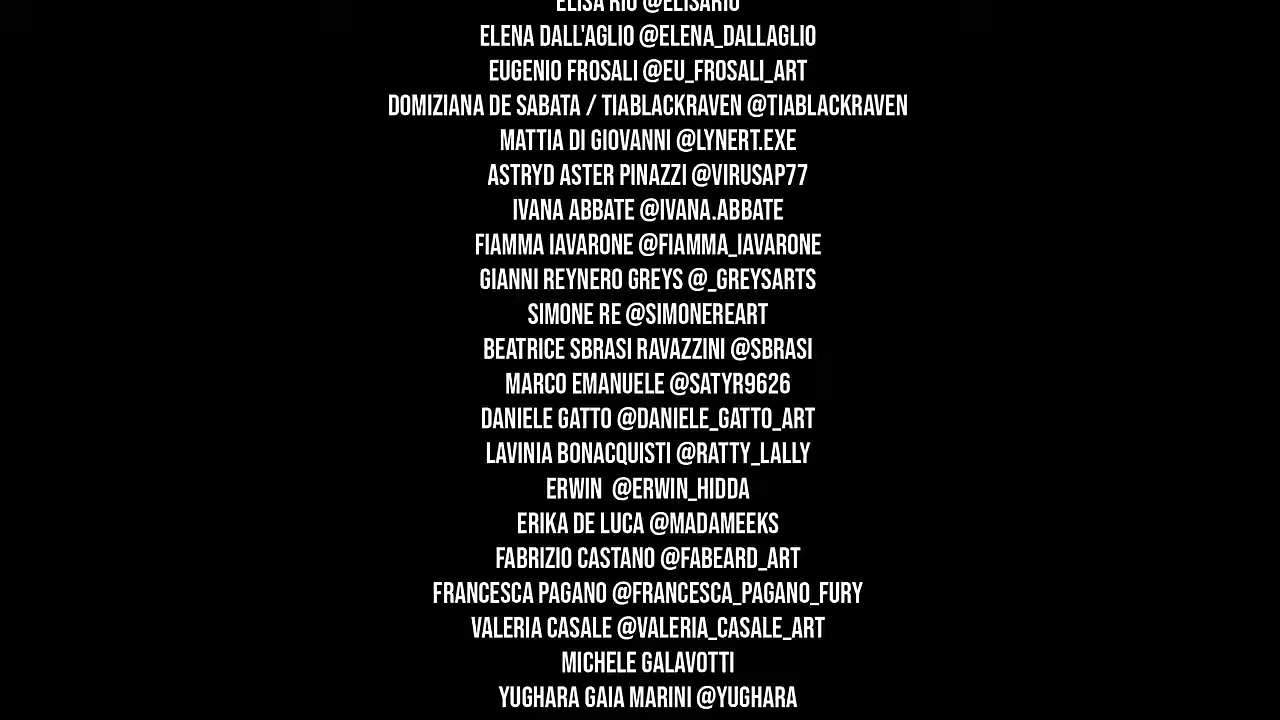 ELISA RIO @ELISARIO
ELENA DALL'AGLIO @ELENA_DALLAGLIO
EUGENIO FROSALI @EU_FROSALI_ART
DOMIZIANA DE SABATA / TIABLACKRAVEN @TIABLACKRAVEN
MATTIA DI GIOVANNI @LYNERT.EXE
ASTRYD ASTER PINAZZI @VIRUSAP77
IVANA ABBATE @IVANA.ABBATE
FIAMMA IAVARONE @FIAMMA_IAVARONE
GIANNI REYNERO GREYS @_GREYSARTS
SIMONE RE @SIMONEREART
BEATRICE SBRASI RAVAZZINI @SBRASI
MARCO EMANUELE @SATYR9626
DANIELE GATTO @DANIELE_GATTO_ART
LAVINIA BONACQUISTI @RATTY_LALLY
ERWIN  @ERWIN_HIDDA
ERIKA DE LUCA @MADAMEEKS
FABRIZIO CASTANO @FABEARD_ART
FRANCESCA PAGANO @FRANCESCA_PAGANO_FURY
VALERIA CASALE @VALERIA_CASALE_ART
MICHELE GALAVOTTI
YUGHARA GAIA MARINI @YUGHARA